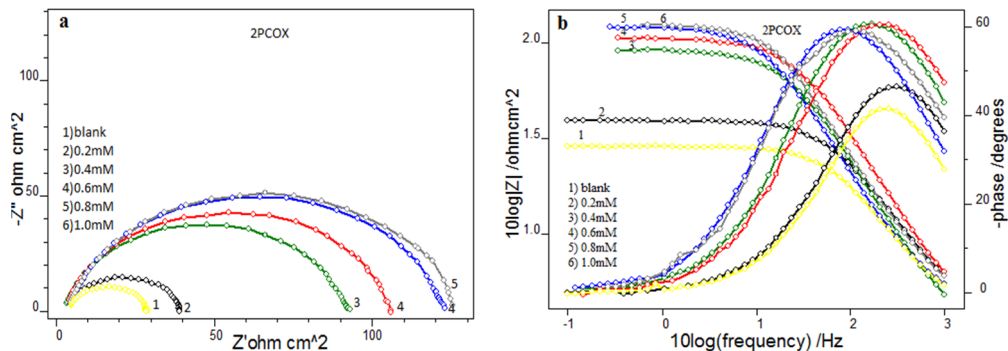 a
2PCOX
100
50
0
-Z'' ohm cm^2
1)blank
2)0.2mM
3)0.4mM
4)0.6mM
5)0.8mM
6)1.0mM
1
2
3
4
4
5
0
50
100
Z'ohm cm^2
b
2PCOX
5
6
4
3
2
1
2.0
1.5
1.0
10log|Z| /ohmcm^2
1) blank
2) 0.2mM
3) 0.4mM
4) 0.6mM
5) 0.8mM
6) 1.0mM
60
40
20
0
-phase /degrees
-1
0
1
2
3
10log(frequency) /Hz